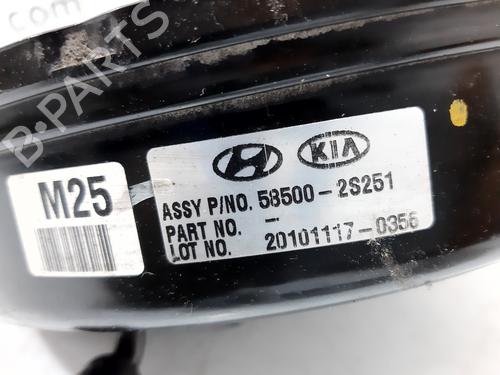 B-PARTS
M25
KIA
ASSY P/NO. 58500-2S251
PART NO. -
LOT NO. 20101117-0356